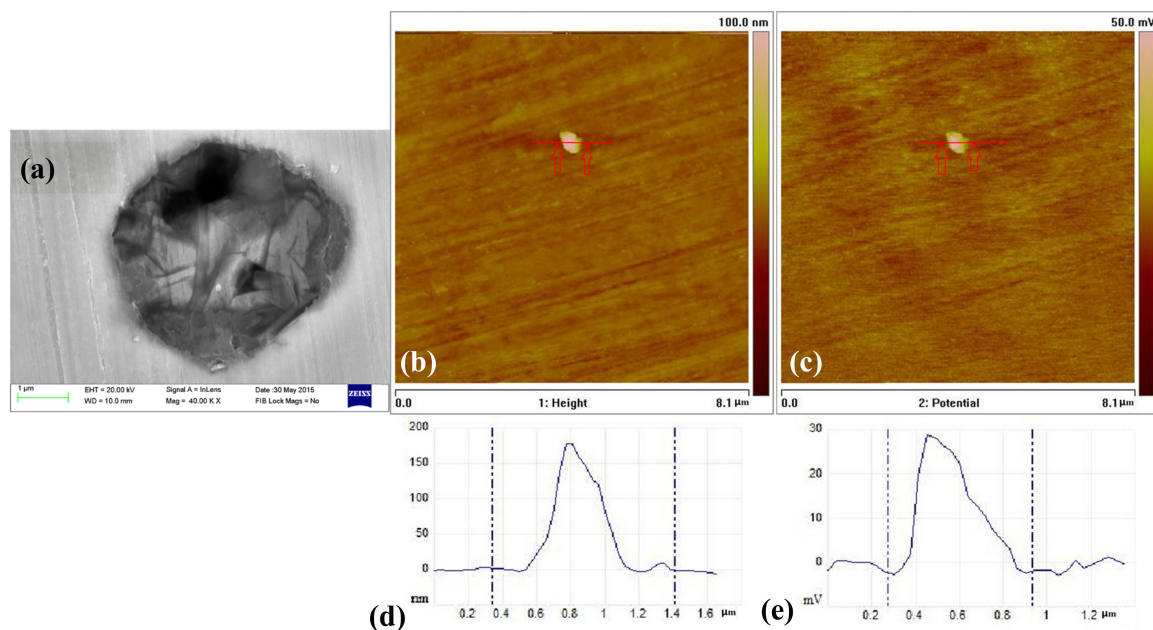 (a)
1 µm
EHT = 20.00 kV
Signal A = InLens
Date :30 May 2015
WD = 10.0 mm
Mag = 40.00 K X
FIB Lock Mags = No
ZEISS
100.0 nm
(b)
0.0
1: Height
8.1 µm
50.0 mV
(c)
0.0
2: Potential
8.1 µm
200
150
100
50
0
nm
0.2
0.4
0.6
0.8
1.0
1.2
1.4
1.6
µm
(d)
30
20
10
0
mV
0.2
0.4
0.6
0.8
1
1.2
µm
(e)